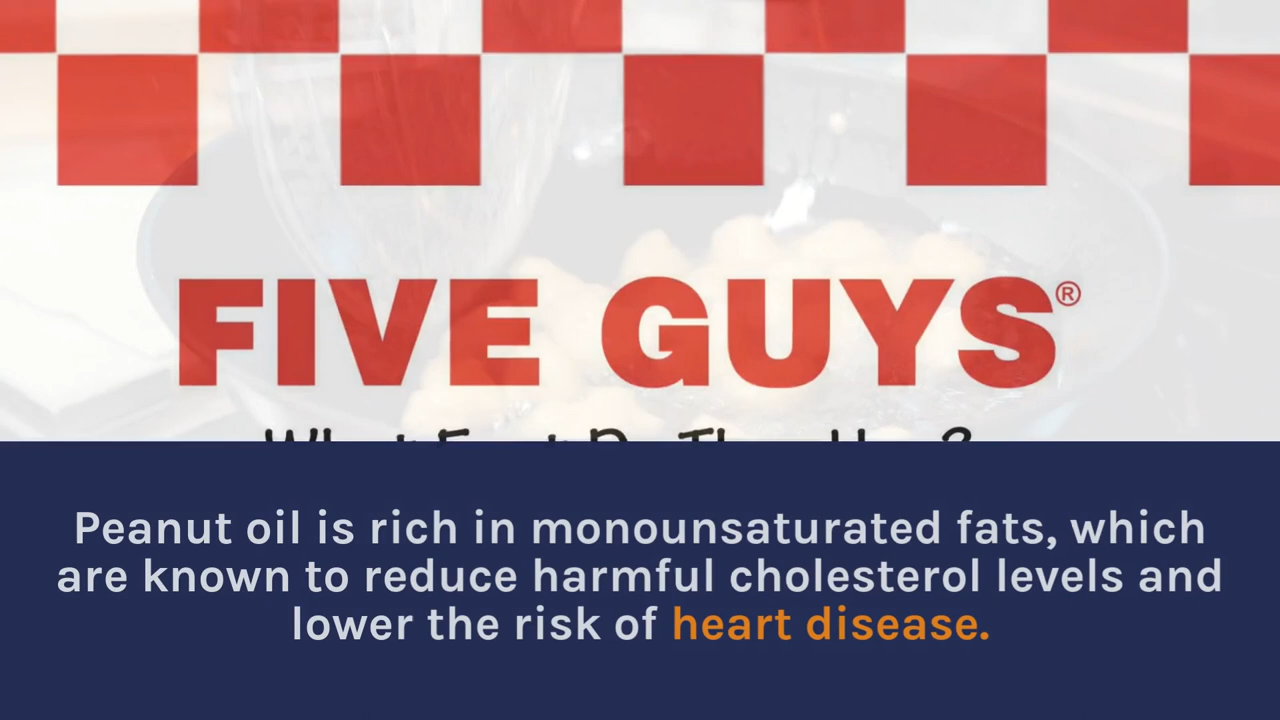 FIVE GUYS®
Peanut oil is rich in monounsaturated fats, which
are known to reduce harmful cholesterol levels and
lower the risk of heart disease.